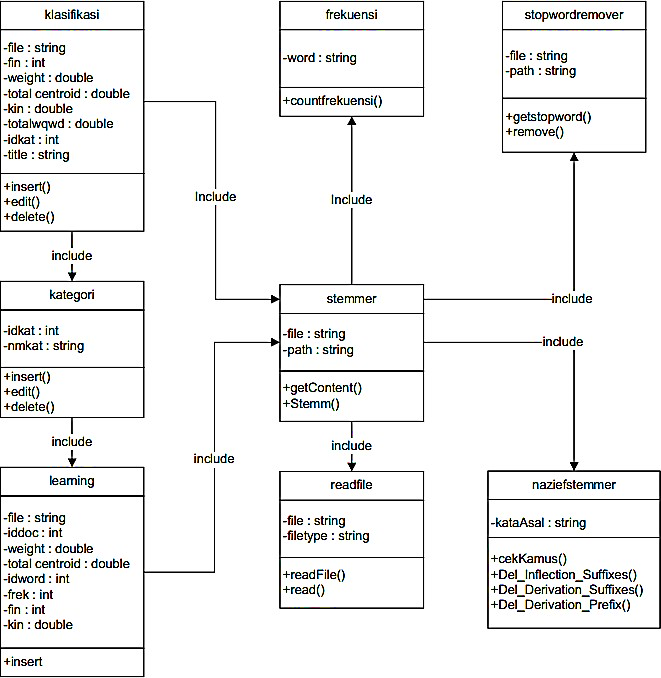 klasifikasi
-file : string
-fin : int
-weight : double
-total centroid : double
-kin : double
-totalwqwd : double
-idkat : int
-title : string
+insert()
+edit()
+delete()
include
kategori
-idkat : int
-nmkat : string
+insert()
+edit()
+delete()
include
learning
-file : string
-iddoc : int
-weight : double
-total centroid : double
-idword : int
-frek : int
-fin : int
-kin : double
+insert
Include
include
frekuensi
-word : string
+countfrekuensi()
Include
stemmer
-file : string
-path : string
+getContent()
+Stemm()
include
readfile
-file : string
-filetype : string
+readFile()
+read()
stopwordremover
-file : string
-path : string
+getstopword()
+remove()
include
include
naziefstemmer
-kataAsal : string
+cekKamus()
+Del_Inflection_Suffixes()
+Del_Derivation_Suffixes()
+Del_Derivation_Prefix()